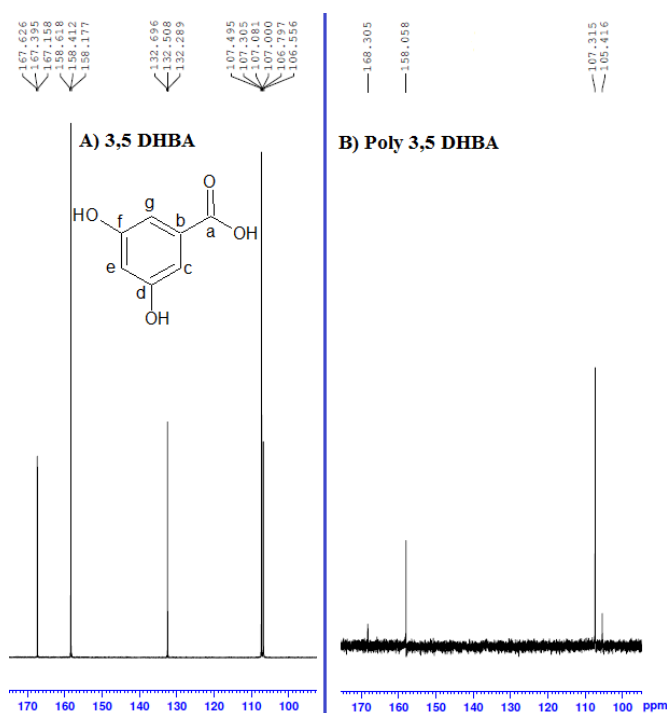 167.626
167.395
167.158
158.618
158.412
158.177
132.696
132.508
132.289
107.495
107.305
107.081
107.000
106.797
106.556
168.305
158.058
107.315
105.416
A) 3,5 DHBA
B) Poly 3,5 DHBA
O
HO
g
f
b
a
OH
e
c
d
OH
170 160 150 140 130 120 110 100
170 160 150 140 130 120 110 100 ppm